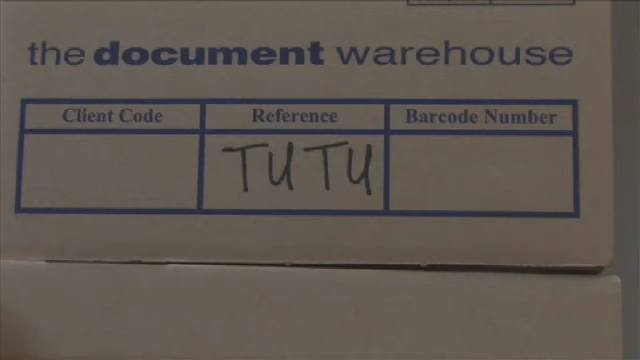 the document warehouse
Client Code Reference Barcode Number
TUTU